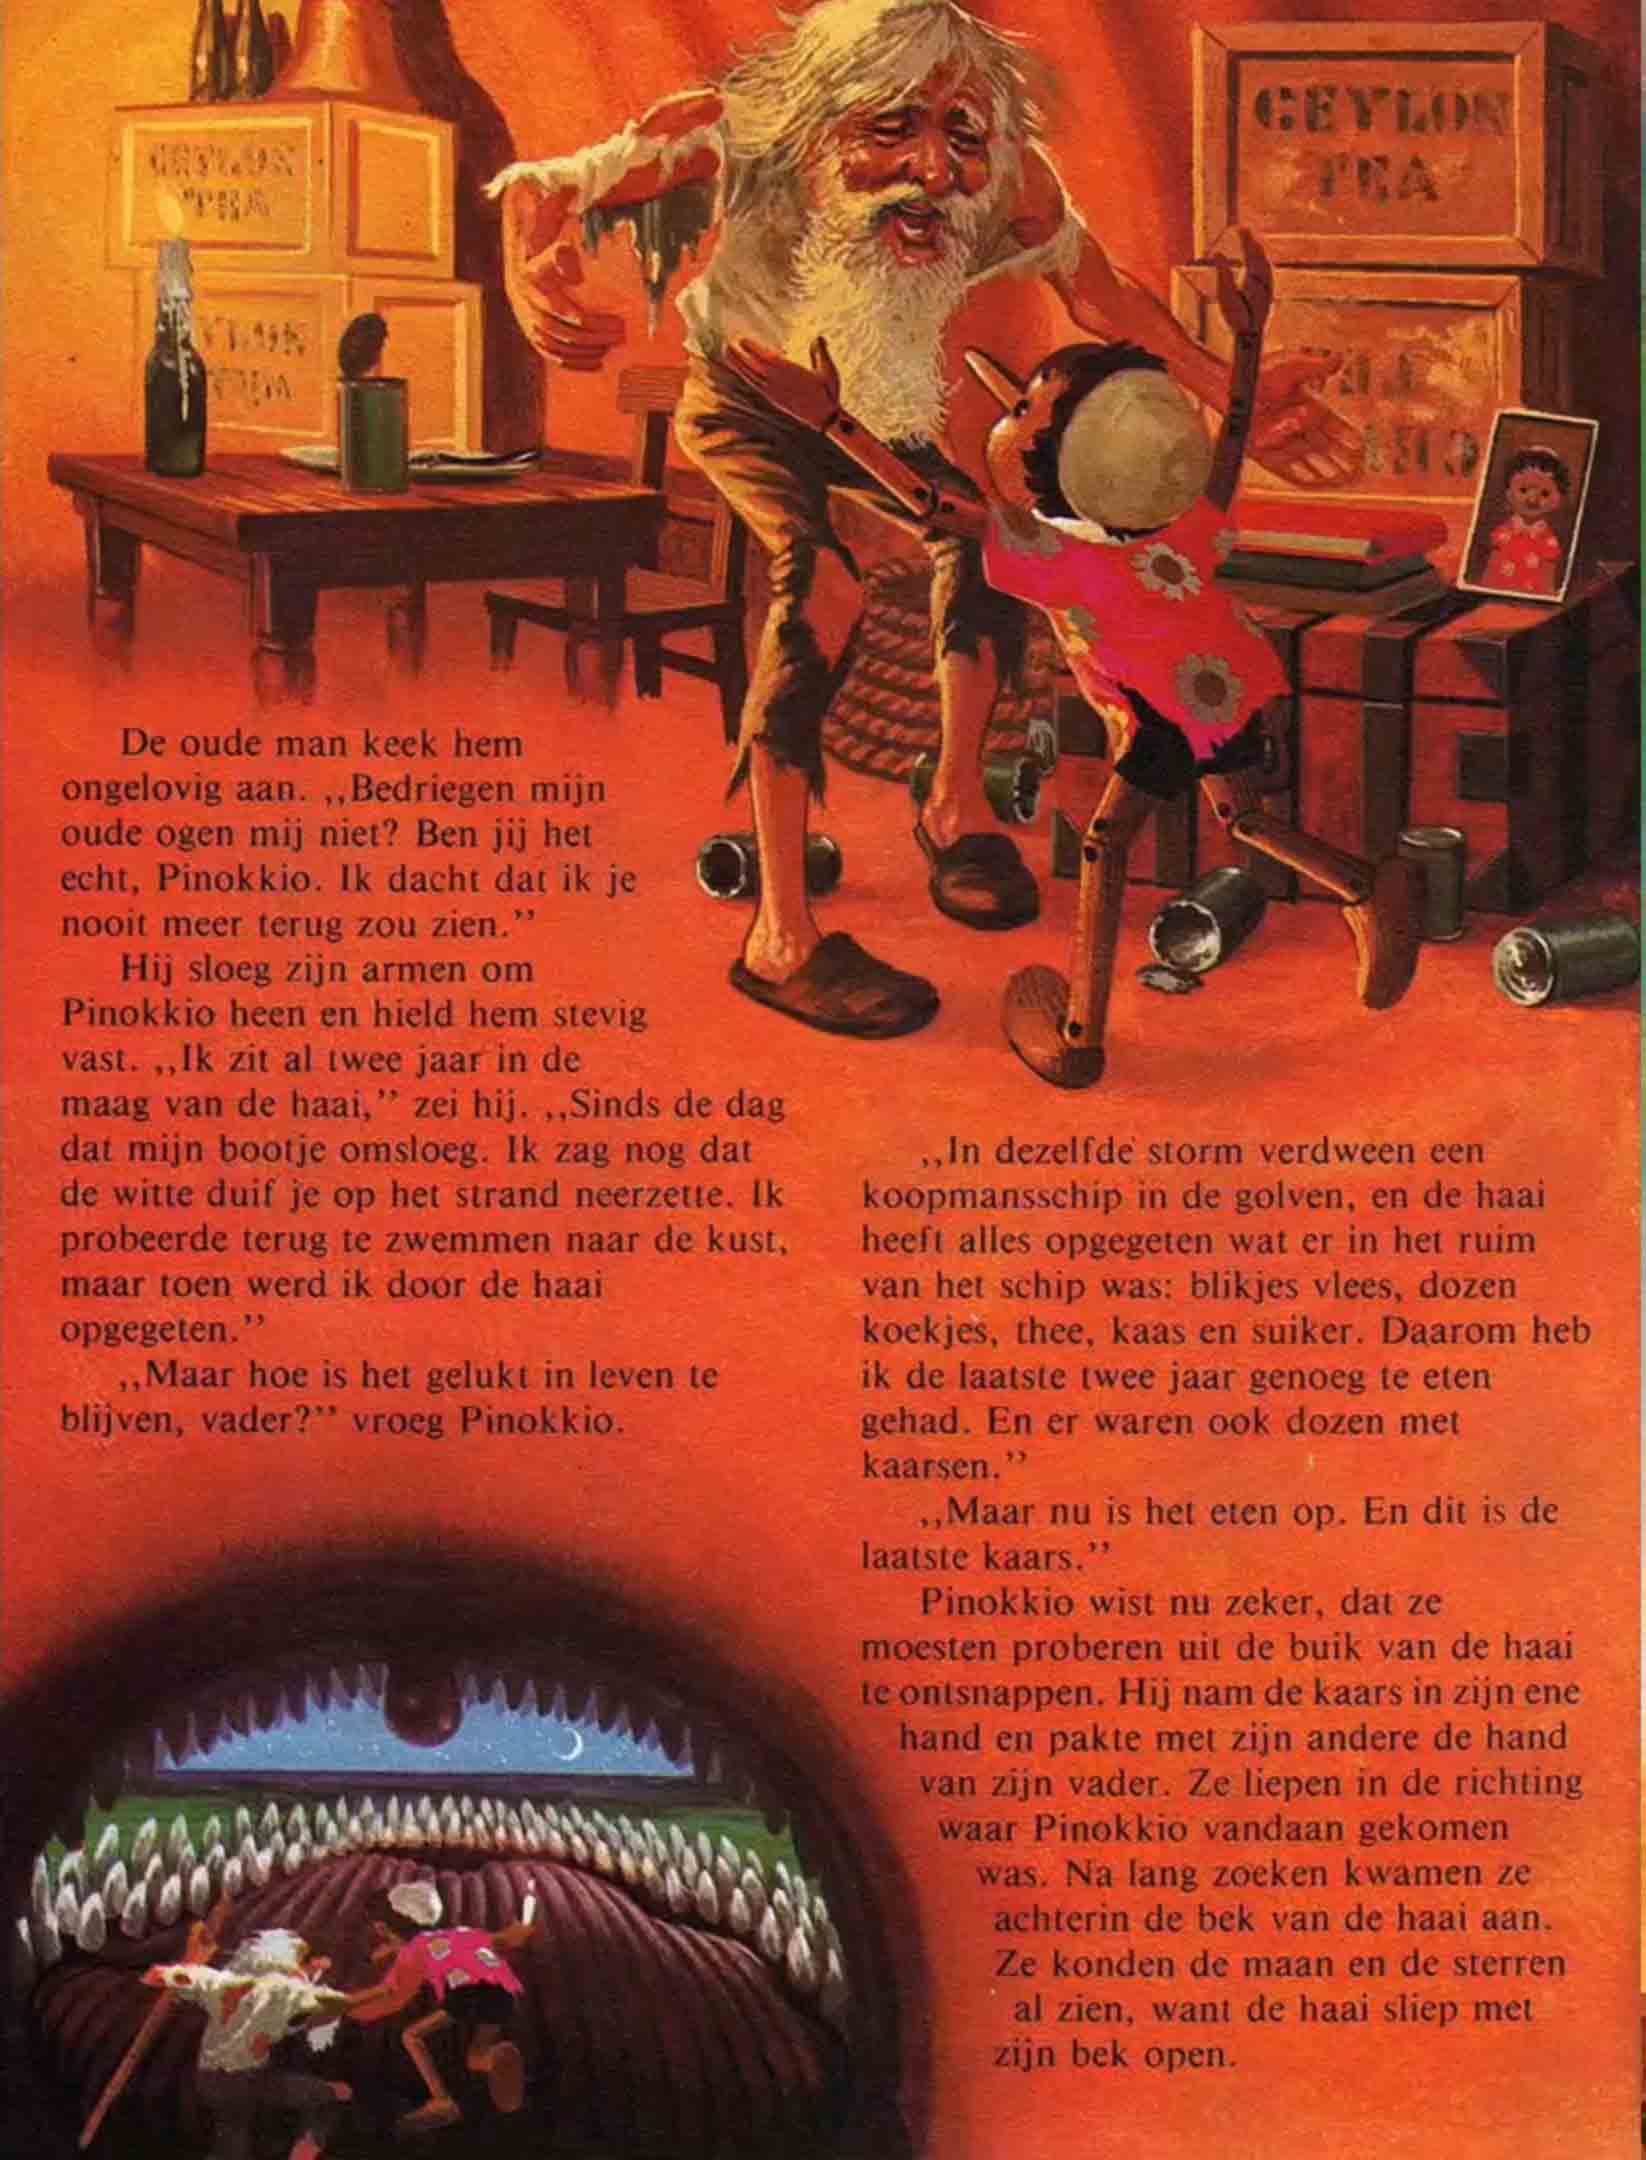 CEYLON
TEA
CEYLON
TEA
De oude man keek hem
ongelovig aan. ,,Bedriegen mijn
oude ogen mij niet? Ben jij het
echt, Pinokkio. Ik dacht dat ik je
nooit meer terug zou zien.''
Hij sloeg zijn armen om
Pinokkio heen en hield hem stevig
vast. ,,Ik zit al twee jaar in de
maag van de haai,'' zei hij. ,,Sinds de dag
dat mijn bootje omsloeg. Ik zag nog dat
de witte duif je op het strand neerzette. Ik
probeerde terug te zwemmen naar de kust,
maar toen werd ik door de haai
opgegeten.''
,,Maar hoe is het gelukt in leven te
blijven, vader?'' vroeg Pinokkio.
,,In dezelfde storm verdween een
koopmansschip in de golven, en de haai
heeft alles opgegeten wat er in het ruim
van het schip was: blikjes vlees, dozen
koekjes, thee, kaas en suiker. Daarom heb
ik de laatste twee jaar genoeg te eten
gehad. En er waren ook dozen met
kaarsen.''
,,Maar nu is het eten op. En dit is de
laatste kaars.''
Pinokkio wist nu zeker, dat ze
moesten proberen uit de buik van de haai
te ontsnappen. Hij nam de kaars in zijn ene
hand en pakte met zijn andere de hand
van zijn vader. Ze liepen in de richting
waar Pinokkio vandaan gekomen
was. Na lang zoeken kwamen ze
achterin de bek van de haai aan.
Ze konden de maan en de sterren
al zien, want de haai sliep met
zijn bek open.